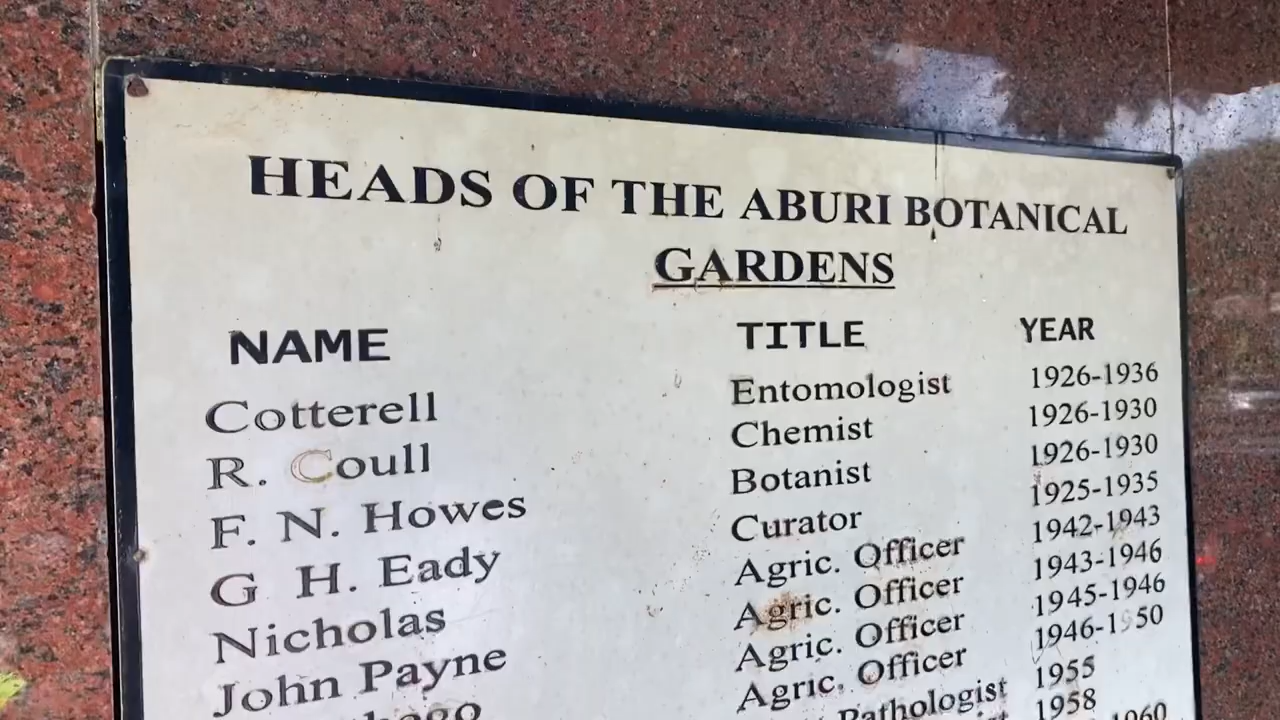 HEADS OF THE ABURI BOTANICAL
GARDENS
NAME TITLE YEAR
Cotterell Entomologist 1926-1936
R. Coull Chemist 1926-1930
F. N. Howes Botanist 1926-1930
G H. Eady Curator 1925-1935
Nicholas Agric. Officer 1942-1943
John Payne Agric. Officer 1943-1946
Agric. Officer 1945-1946
Agric. Officer 1946-1950
Pathologist 1955
1958
1960